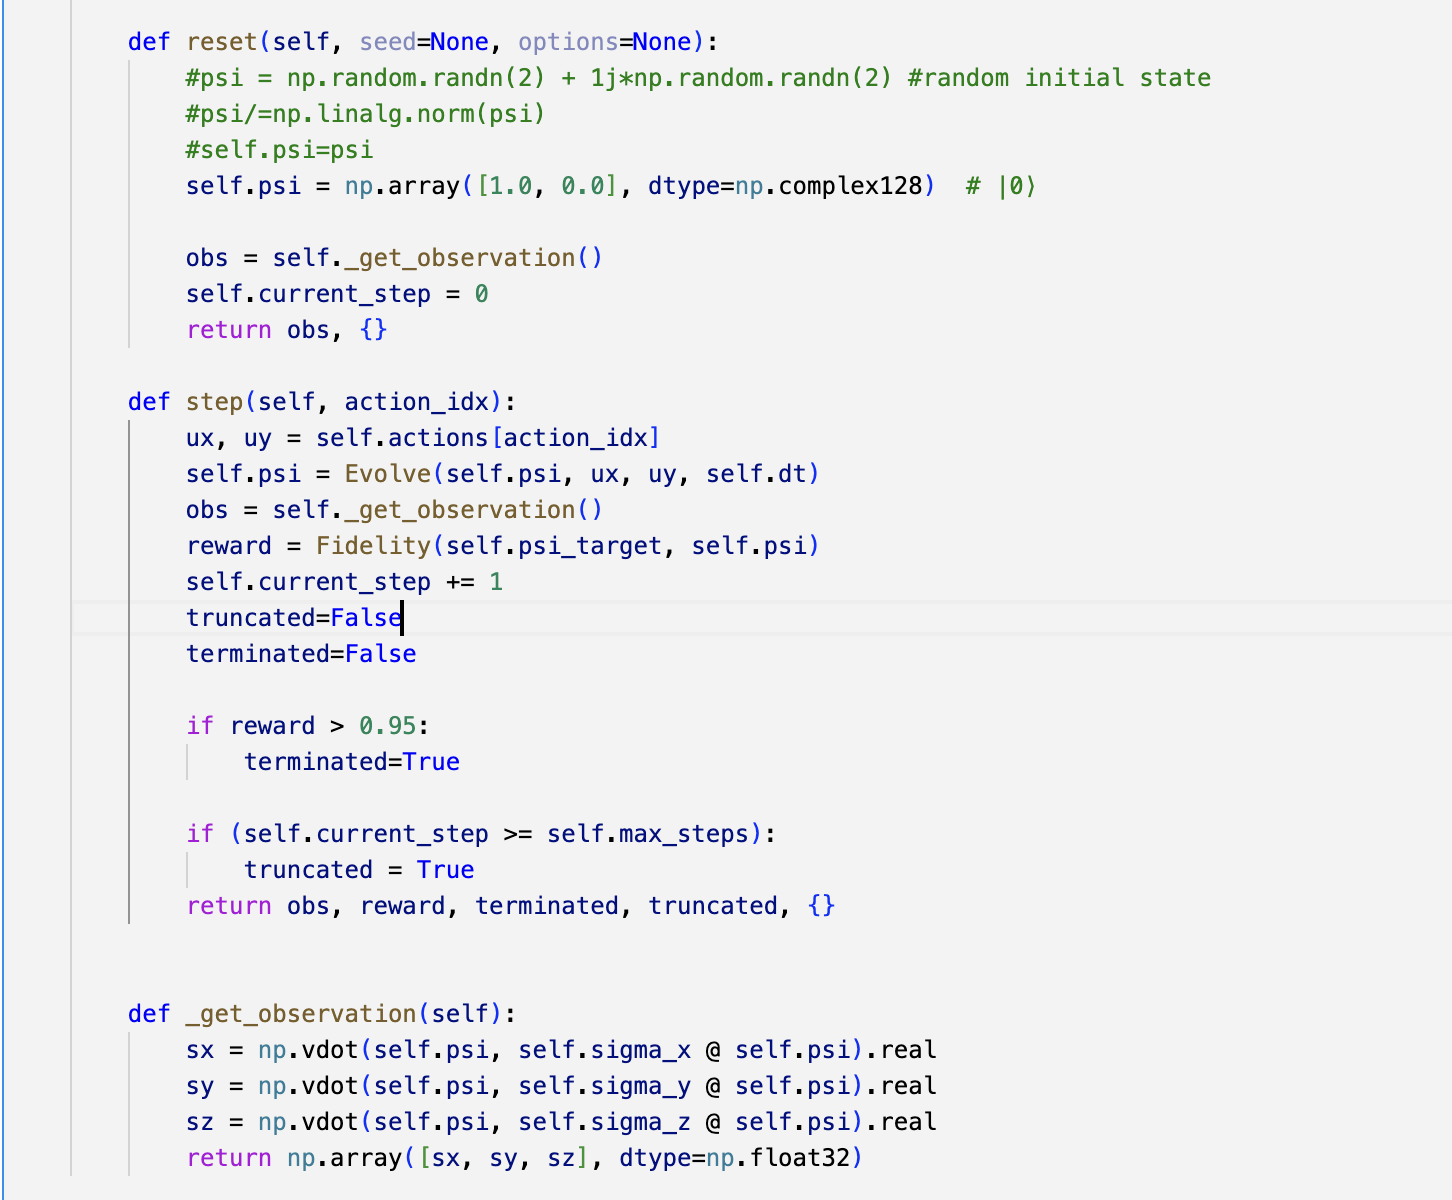 def reset(self, seed=None, options=None):
    #psi = np.random.randn(2) + 1j*np.random.randn(2) #random initial state
    #psi/=np.linalg.norm(psi)
    #self.psi=psi
    self.psi = np.array([1.0, 0.0], dtype=np.complex128)  # |0⟩

    obs = self._get_observation()
    self.current_step = 0
    return obs, {}

def step(self, action_idx):
    ux, uy = self.actions[action_idx]
    self.psi = Evolve(self.psi, ux, uy, self.dt)
    obs = self._get_observation()
    reward = Fidelity(self.psi_target, self.psi)
    self.current_step += 1
    truncated=False
    terminated=False

    if reward > 0.95:
        terminated=True

    if (self.current_step >= self.max_steps):
        truncated = True
    return obs, reward, terminated, truncated, {}


def _get_observation(self):
    sx = np.vdot(self.psi, self.sigma_x @ self.psi).real
    sy = np.vdot(self.psi, self.sigma_y @ self.psi).real
    sz = np.vdot(self.psi, self.sigma_z @ self.psi).real
    return np.array([sx, sy, sz], dtype=np.float32)